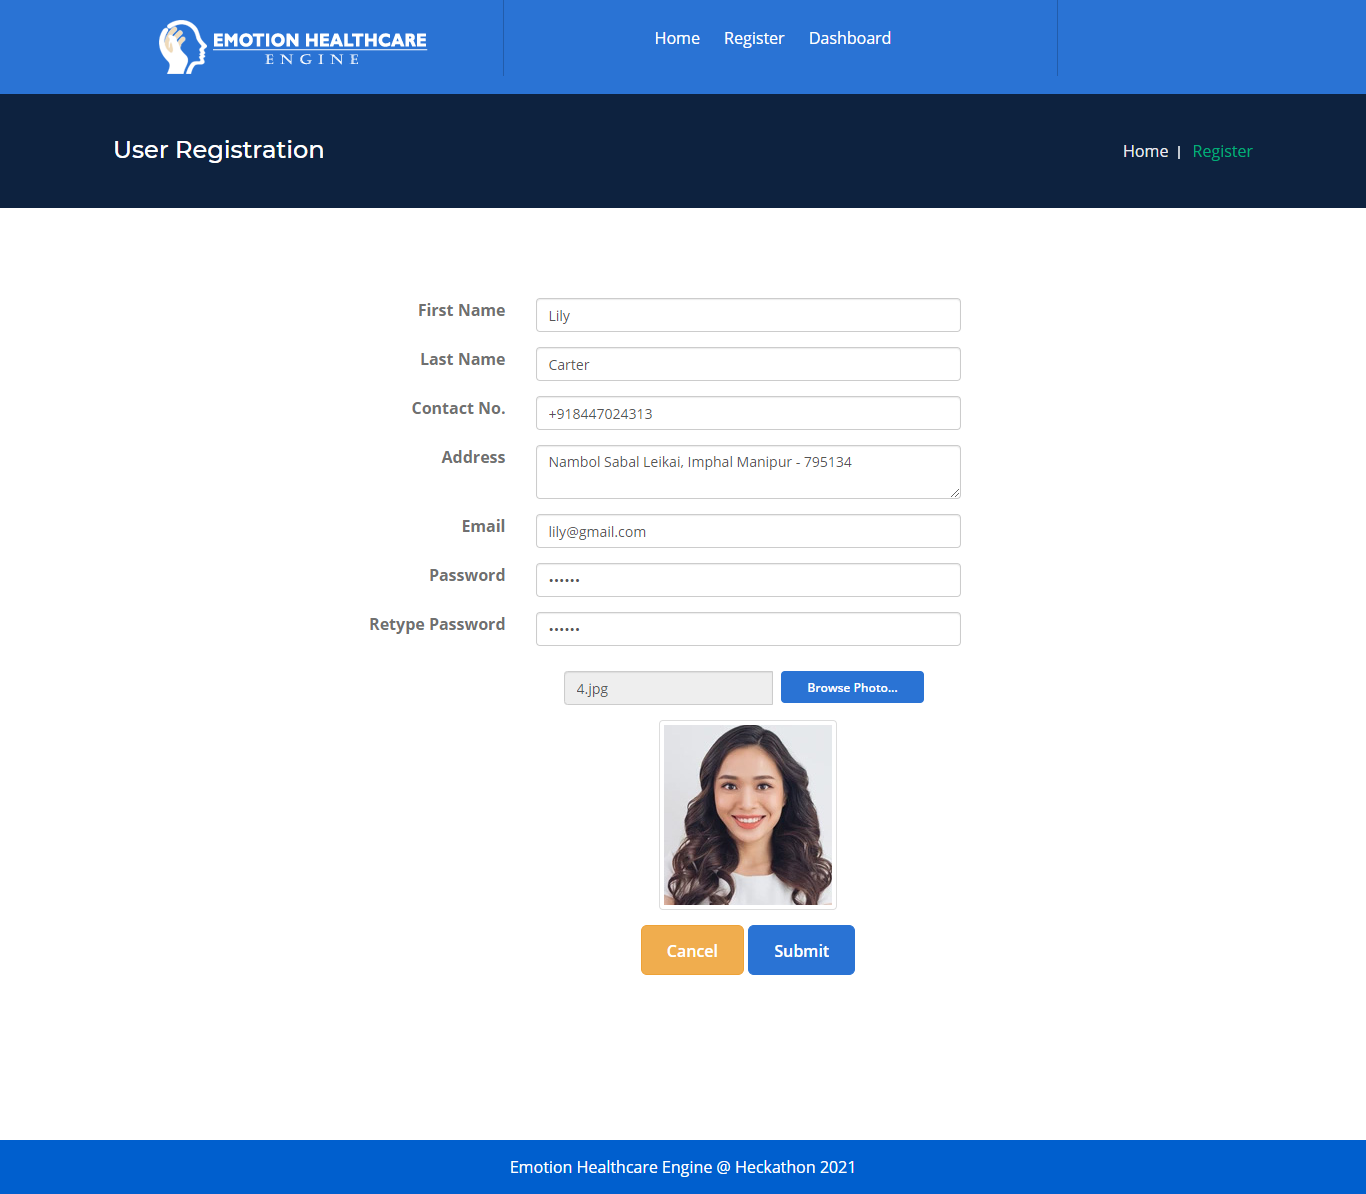 EMOTION HEALTHCARE
ENGINE
Home Register Dashboard
User Registration
Home | Register
First Name Lily
Last Name Carter
Contact No. +918447024313
Address Nambol Sabal Leikai, Imphal Manipur - 795134
Email lily@gmail.com
Password ······
Retype Password ······
4.jpg Browse Photo...
Cancel Submit
Emotion Healthcare Engine @ Heckathon 2021